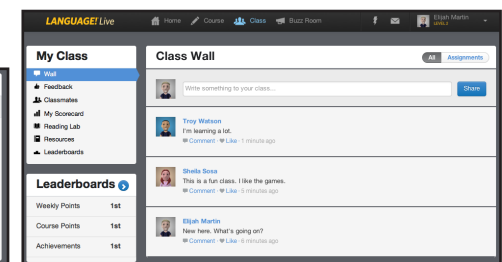 LANGUAGE! Live
Home Course Class Buzz Room
Elijah Martin
LEVEL 3
My Class
Wall
Feedback
Classmates
My Scorecard
Reading Lab
Resources
Leaderboards
Leaderboards
Weekly Points 1st
Course Points 1st
Achievements 1st
Class Wall
All Assignments
Write something to your class...
Share
Troy Watson
I'm learning a lot.
Comment · Like · 1 minute ago
Sheila Sosa
This is a fun class. I like the games.
Comment · Like · 5 minutes ago
Elijah Martin
New here. What's going on?
Comment · Like · 6 minutes ago